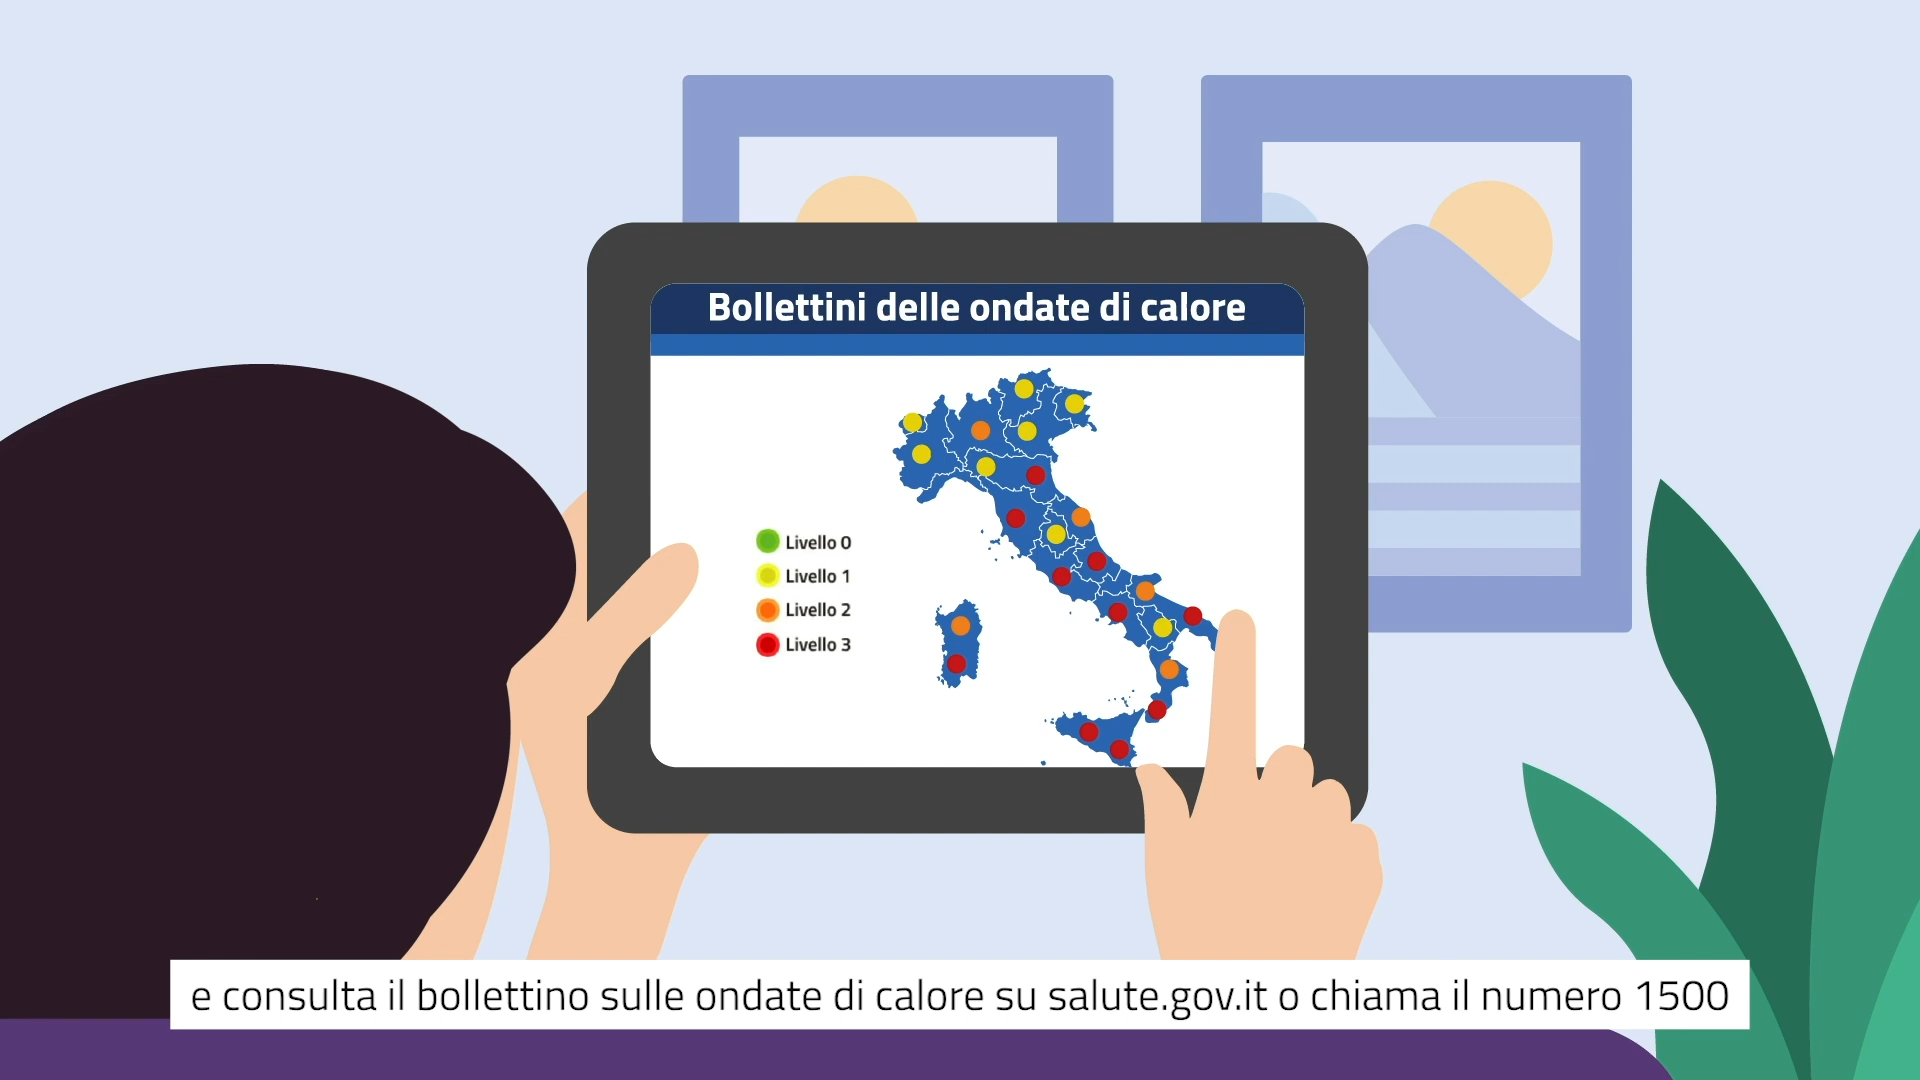 Bollettini delle ondate di calore
Livello 0
Livello 1
Livello 2
Livello 3
e consulta il bollettino sulle ondate di calore su salute.gov.it o chiama il numero 1500